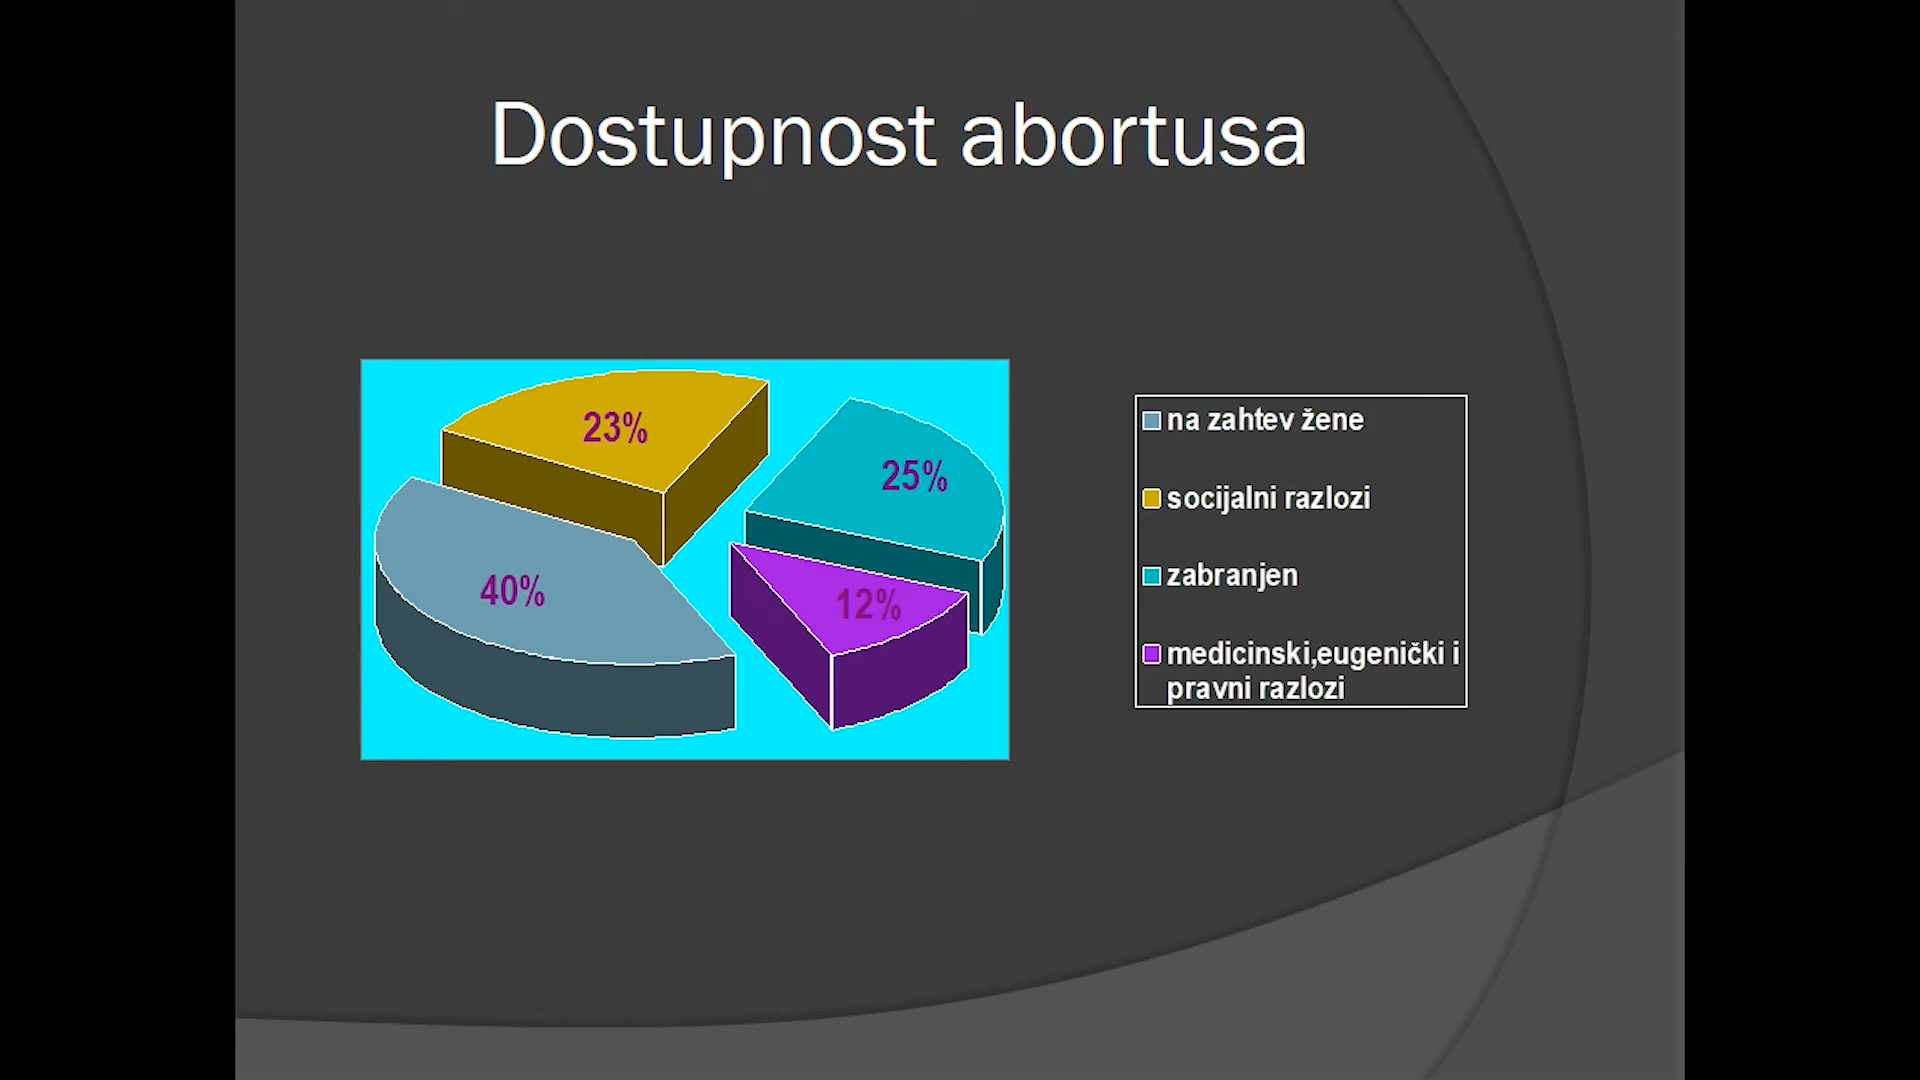 Dostupnost abortusa
23%
25%
40%
12%
na zahtev žene
socijalni razlozi
zabranjen
medicinski,eugenički i
pravni razlozi